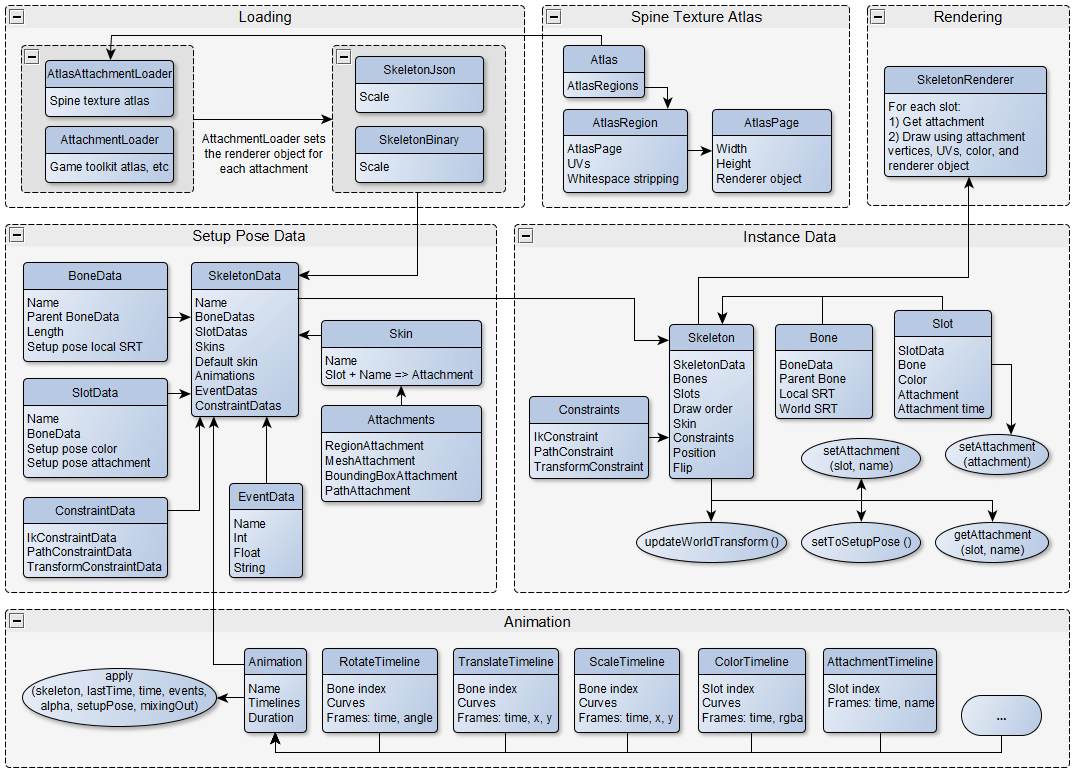 Loading
AtlasAttachmentLoader
Spine texture atlas
AttachmentLoader
Game toolkit atlas, etc
AttachmentLoader sets
the renderer object for
each attachment
SkeletonJson
Scale
SkeletonBinary
Scale
Spine Texture Atlas
Atlas
AtlasRegions
AtlasRegion
AtlasPage
UVs
Whitespace stripping
AtlasPage
Width
Height
Renderer object
Rendering
SkeletonRenderer
For each slot:
1) Get attachment
2) Draw using attachment
vertices, UVs, color, and
renderer object
Setup Pose Data
BoneData
Name
Parent BoneData
Length
Setup pose local SRT
SlotData
Name
BoneData
Setup pose color
Setup pose attachment
ConstraintData
IkConstraintData
PathConstraintData
TransformConstraintData
SkeletonData
Name
BoneDatas
SlotDatas
Skins
Default skin
Animations
EventDatas
ConstraintDatas
EventData
Name
Int
Float
String
Skin
Name
Slot + Name => Attachment
Attachments
RegionAttachment
MeshAttachment
BoundingBoxAttachment
PathAttachment
Instance Data
Constraints
IkConstraint
PathConstraint
TransformConstraint
Skeleton
SkeletonData
Bones
Slots
Draw order
Skin
Constraints
Position
Flip
Bone
BoneData
Parent Bone
Local SRT
World SRT
Slot
SlotData
Bone
Color
Attachment
Attachment time
setAttachment
(slot, name)
setAttachment
(attachment)
updateWorldTransform ()
setToSetupPose ()
getAttachment
(slot, name)
Animation
apply
(skeleton, lastTime, time, events,
alpha, setupPose, mixingOut)
Animation
Name
Timelines
Duration
RotateTimeline
Bone index
Curves
Frames: time, angle
TranslateTimeline
Bone index
Curves
Frames: time, x, y
ScaleTimeline
Bone index
Curves
Frames: time, x, y
ColorTimeline
Slot index
Curves
Frames: time, rgba
AttachmentTimeline
Slot index
Frames: time, name
...